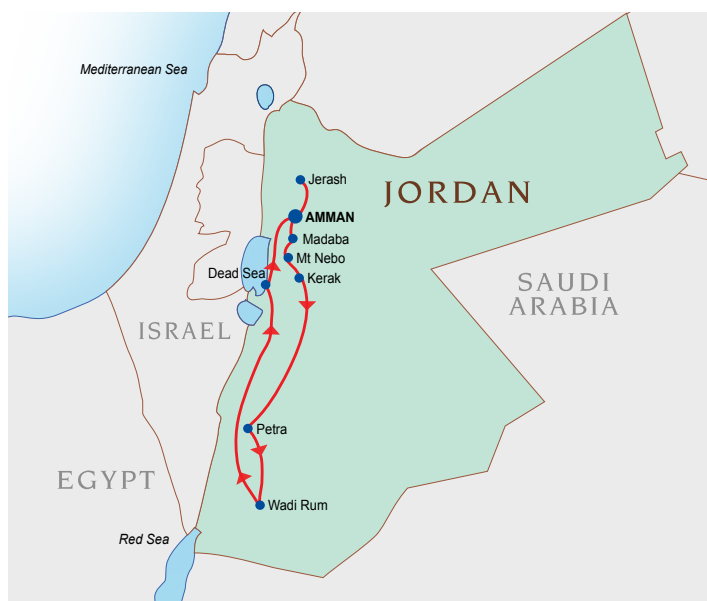 Mediterranean Sea
Jerash
JORDAN
AMMAN
Madaba
Mt Nebo
Dead Sea
Kerak
SAUDI
ARABIA
ISRAEL
Petra
EGYPT
Wadi Rum
Red Sea